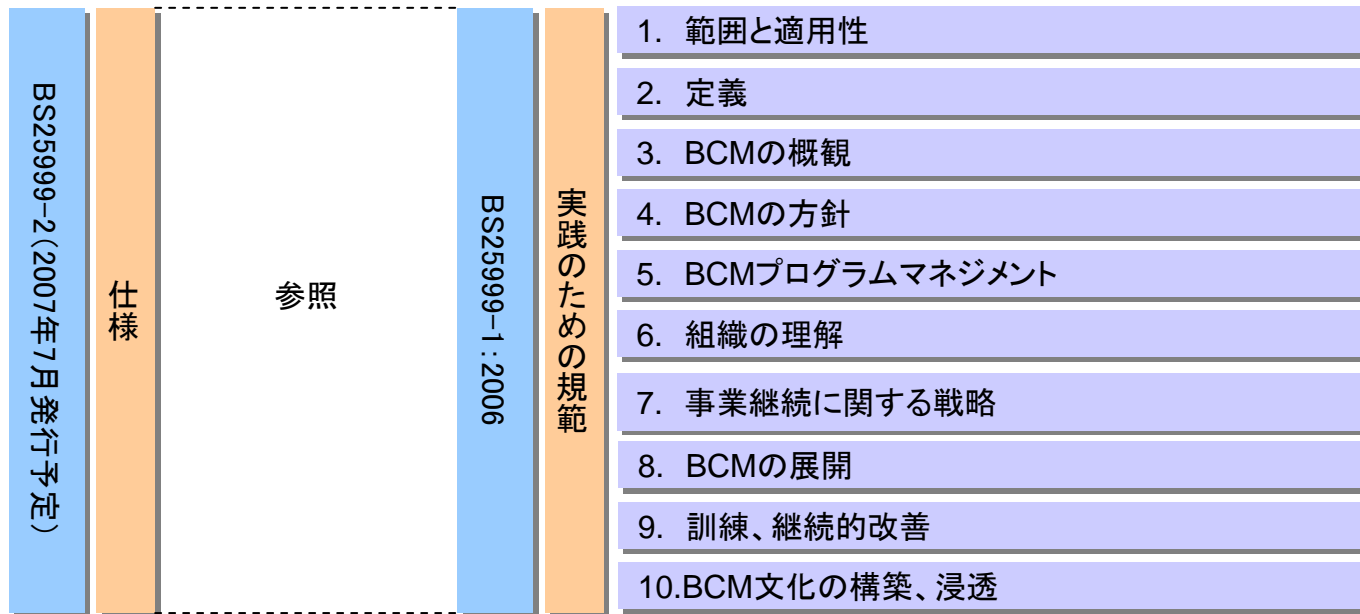 BS25999-2(2007年7月発行予定)
仕様
参照
BS25999-1:2006
実践のための規範
1. 範囲と適用性
2. 定義
3. BCMの概観
4. BCMの方針
5. BCMプログラムマネジメント
6. 組織の理解
7. 事業継続に関する戦略
8. BCMの展開
9. 訓練、継続的改善
10.BCM文化の構築、浸透